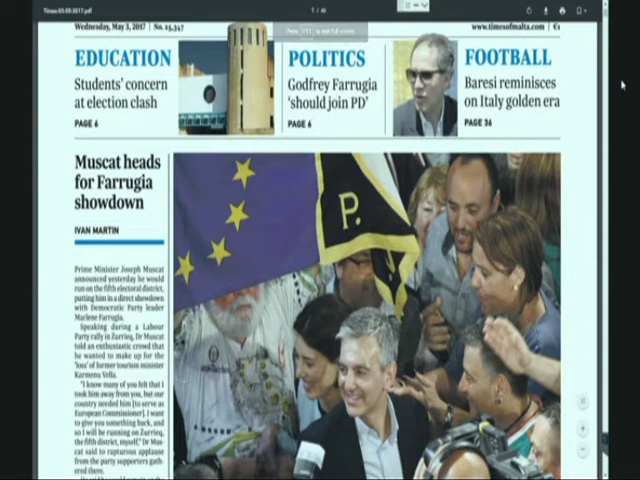 Times-03-05-2017.pdf
1 / 40
Wednesday, May 3, 2017 | No. 25,347
www.timesofmalta.com | €1
EDUCATION
Students' concern
at election clash
PAGE 6
POLITICS
Godfrey Farrugia
'should join PD'
PAGE 6
FOOTBALL
Baresi reminisces
on Italy golden era
PAGE 36
Muscat heads
for Farrugia
showdown
IVAN MARTIN
Prime Minister Joseph Muscat
announced yesterday he would
run on the fifth electoral district,
putting him in a direct showdown
with Democratic Party leader
Marlene Farrugia.
Speaking during a Labour
Party rally in Zurrieq, Dr Muscat
told an enthusiastic crowd that
he wanted to make up for the
'loss' of former tourism minister
Karmenu Vella.
"I know many of you felt that I
took him away from you, but our
country needed him [to serve as
European Commissioner]. I want
to give you something back, and
so I will be running on Zurrieq,
the fifth district, myself," Dr Mus-
cat said to rapturous applause
from the party supporters gath-
ered there.
P.